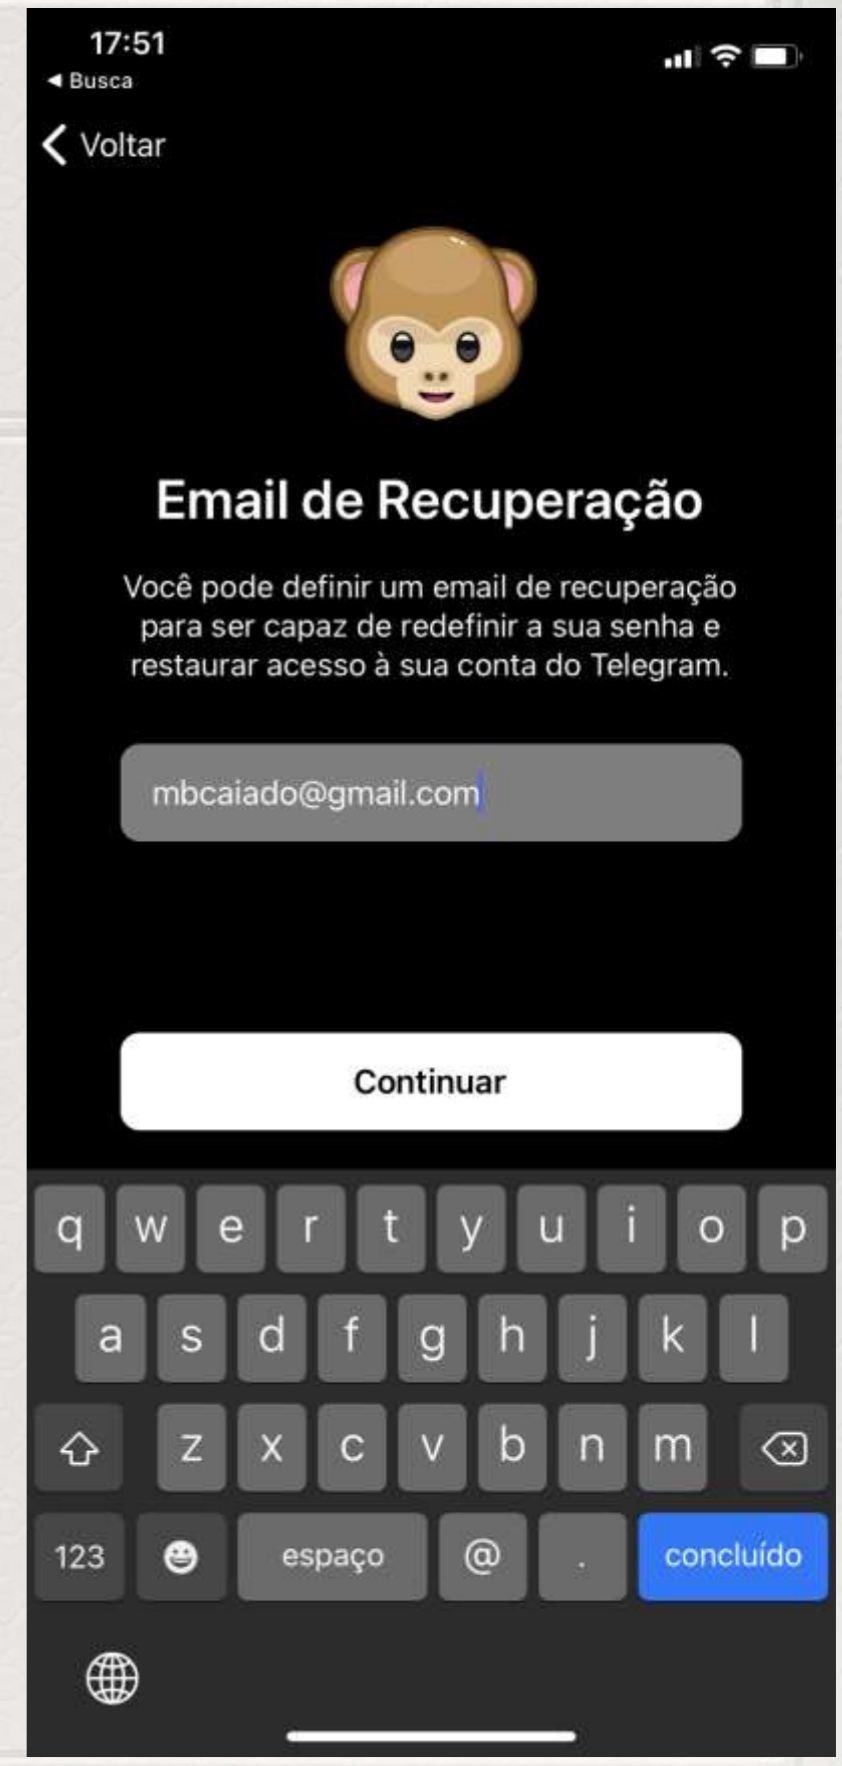 17:51
◀ Busca
Voltar
Email de Recuperação
Você pode definir um email de recuperação
para ser capaz de redefinir a sua senha e
restaurar acesso à sua conta do Telegram.
mbcaiado@gmail.com
Continuar
q w e r t y u i o p
a s d f g h j k l
z x c v b n m
123 espaço @ . concluído